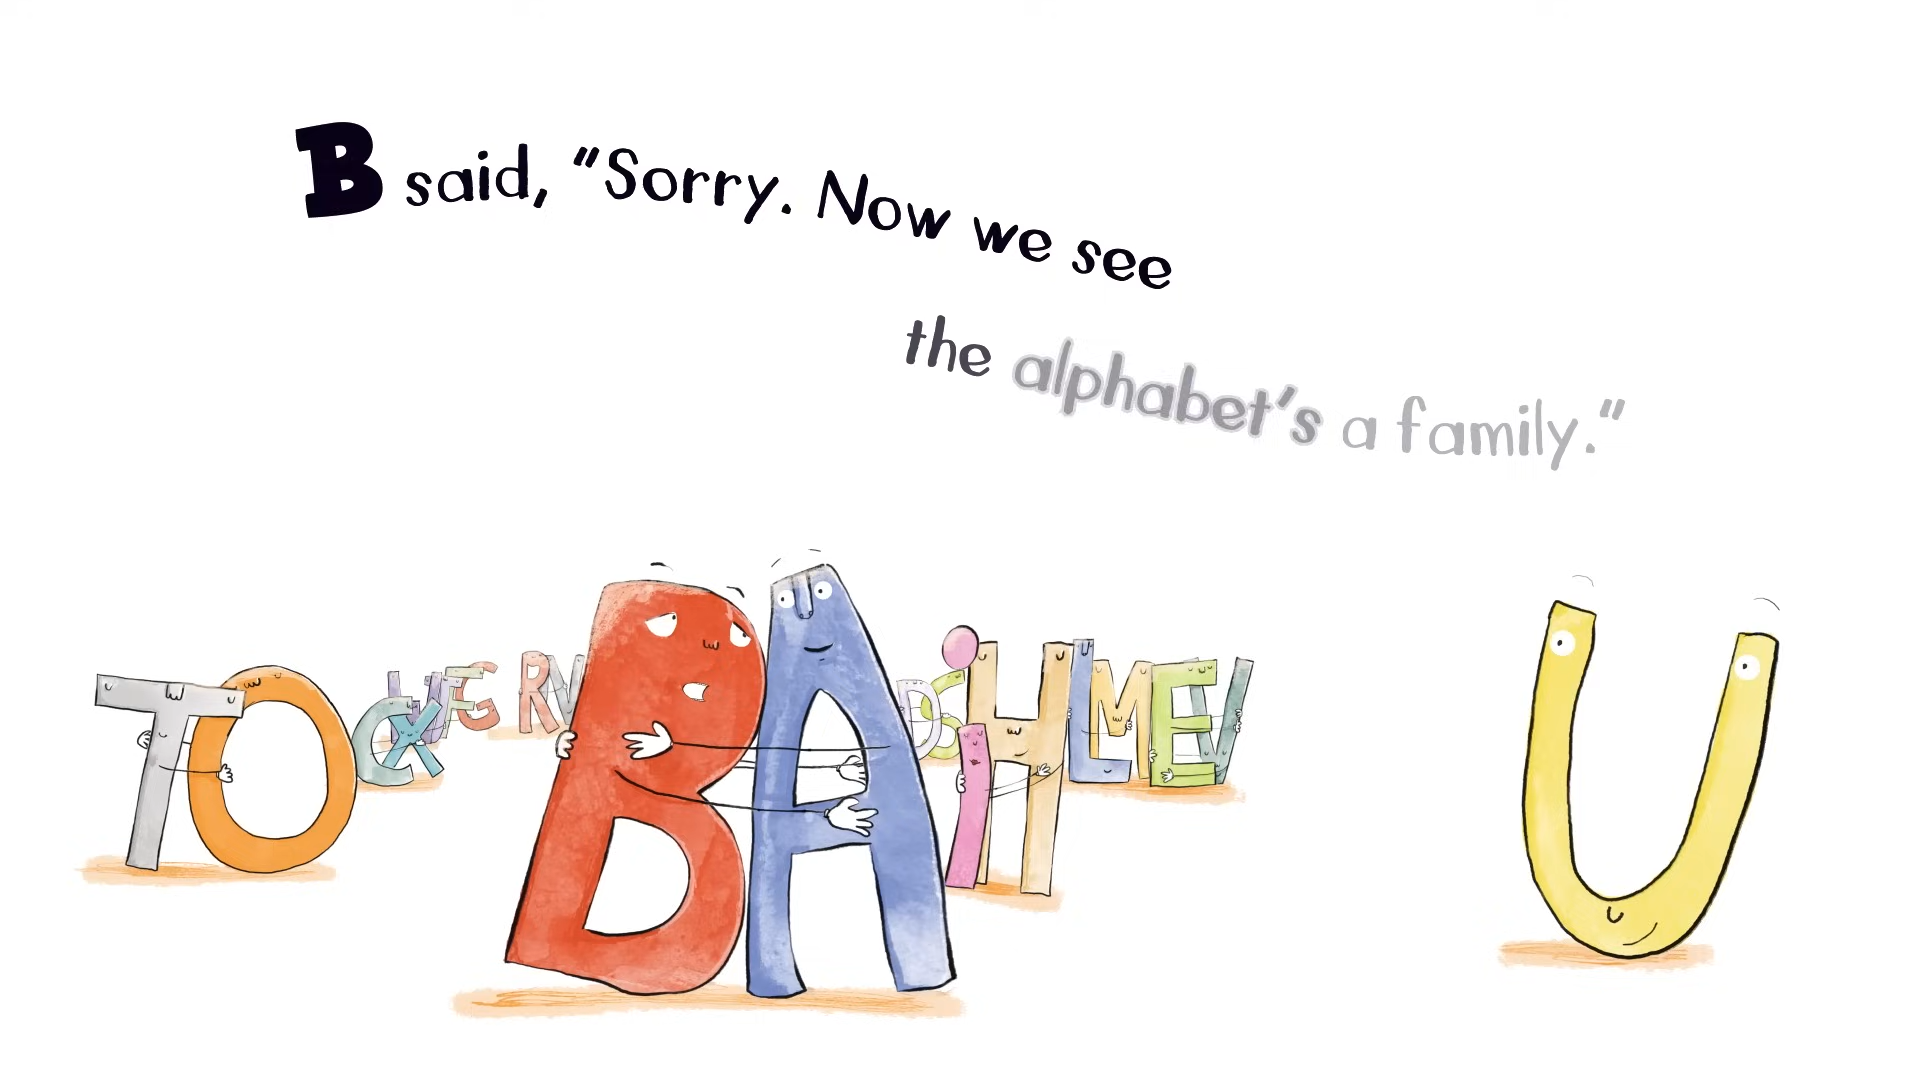 B said, “Sorry. Now we see
the alphabet’s a family.”
T O C X U F G R V B A D S i H L M E V U